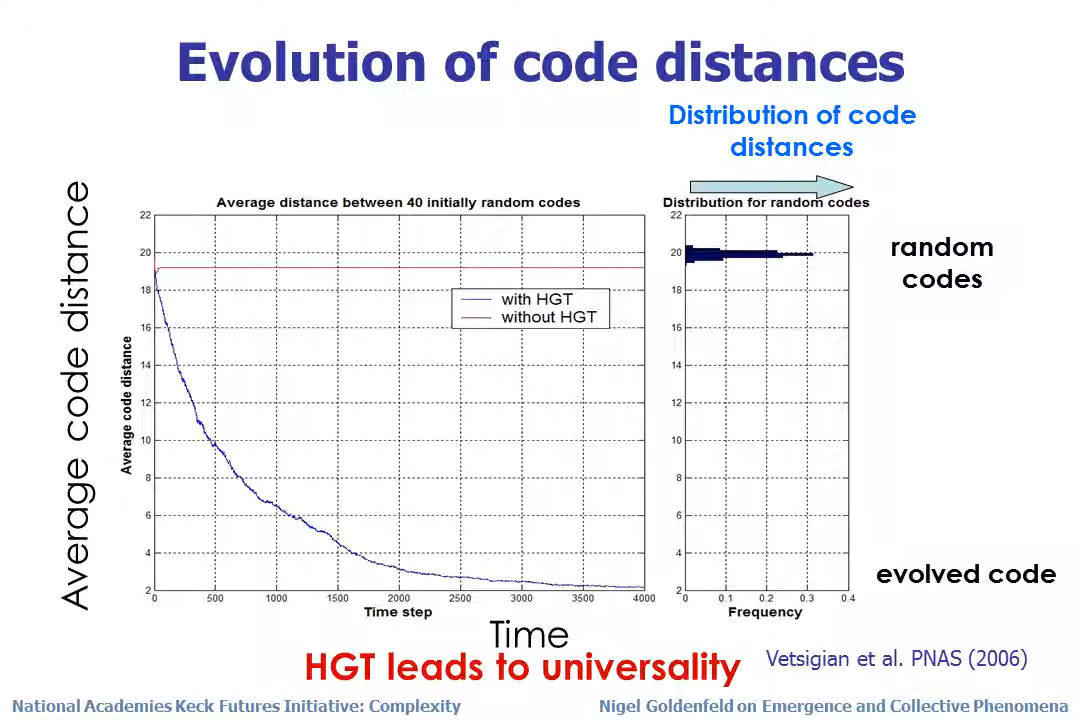 Evolution of code distances
Distribution of code
distances
Average code distance
Average distance between 40 initially random codes
Average code distance
22
20
18
16
14
12
10
8
6
4
2
0
500
1000
1500
2000
2500
3000
3500
4000
Time step
with HGT
without HGT
Distribution for random codes
22
20
18
16
14
12
10
8
6
4
2
0
0.1
0.2
0.3
0.4
Frequency
random
codes
evolved code
Time
HGT leads to universality
Vetsigian et al. PNAS (2006)
National Academies Keck Futures Initiative: Complexity
Nigel Goldenfeld on Emergence and Collective Phenomena